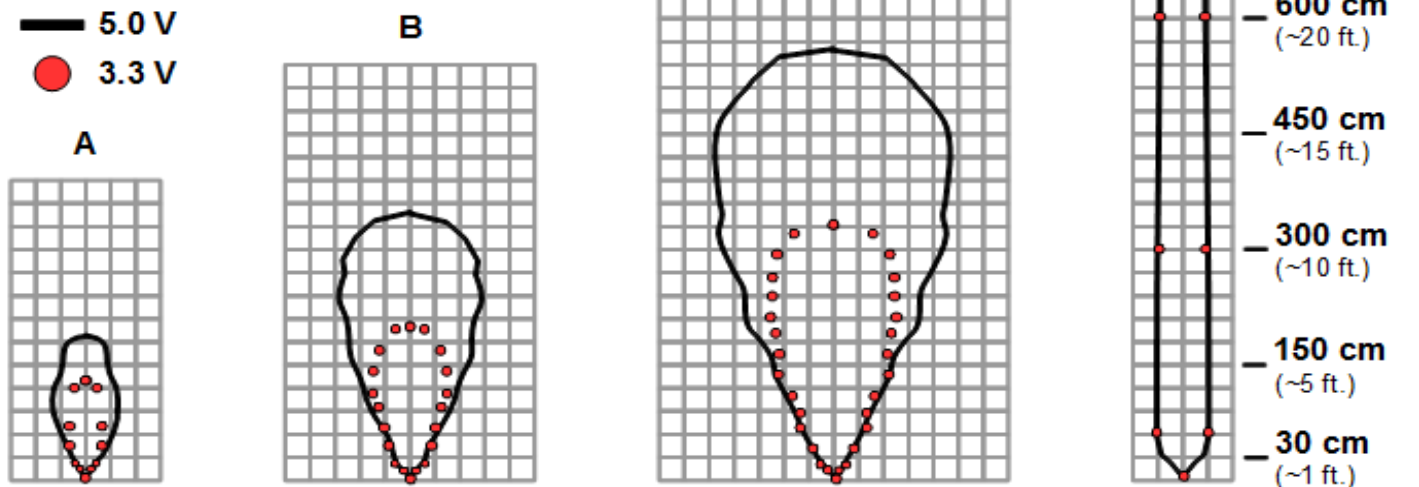 5.0 V
3.3 V
A
B
600 cm
(~20 ft.)
450 cm
(~15 ft.)
300 cm
(~10 ft.)
150 cm
(~5 ft.)
30 cm
(~1 ft.)